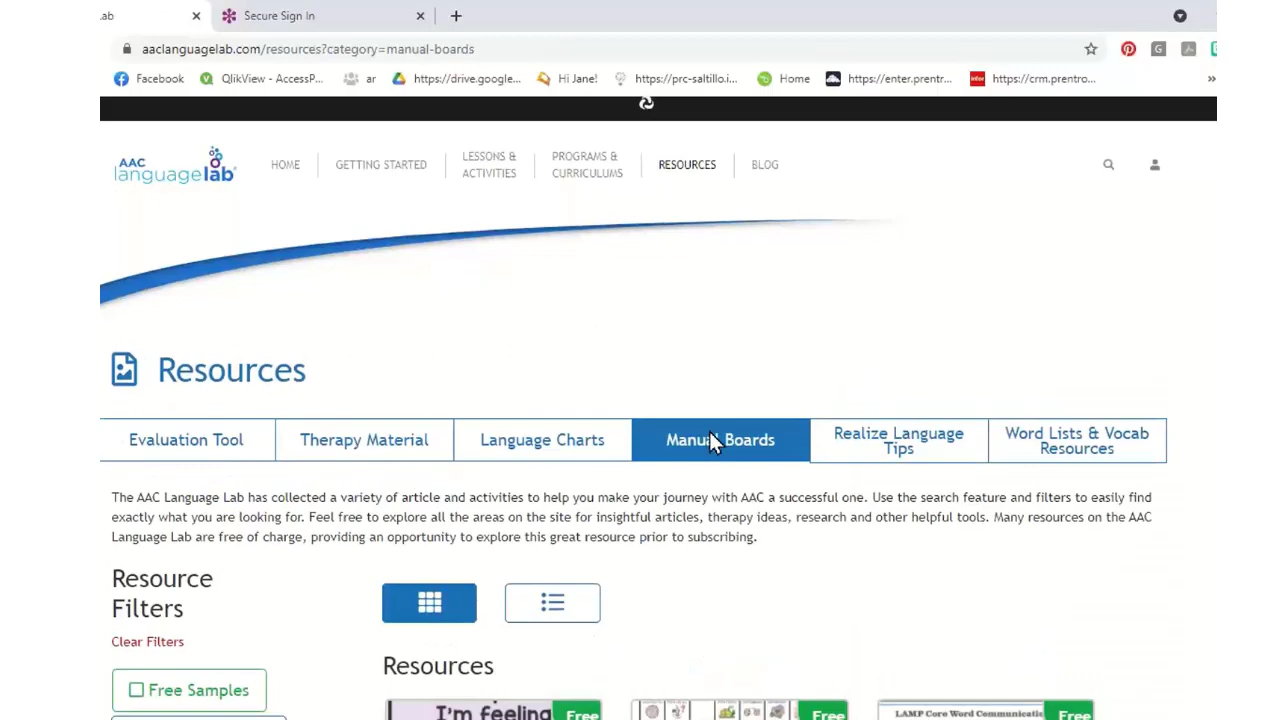 .ab
Secure Sign In
aaclanguagelab.com/resources?category=manual-boards
Facebook
QlikView - AccessP...
ar
https://drive.google...
Hi Jane!
https://prc-saltillo.i...
Home
https://enter.prentro...
https://crm.prentro...
»
AAC
languagelab
HOME
GETTING STARTED
LESSONS &
ACTIVITIES
PROGRAMS &
CURRICULUMS
RESOURCES
BLOG
Resources
Evaluation Tool
Therapy Material
Language Charts
Manual Boards
Realize Language
Tips
Word Lists & Vocab
Resources
The AAC Language Lab has collected a variety of article and activities to help you make your journey with AAC a successful one. Use the search feature and filters to easily find
exactly what you are looking for. Feel free to explore all the areas on the site for insightful articles, therapy ideas, research and other helpful tools. Many resources on the AAC
Language Lab are free of charge, providing an opportunity to explore this great resource prior to subscribing.
Resource
Filters
Clear Filters
Free Samples
Resources
I'm feeling
Free
Free
LAMP Core Word Communicatio
Free